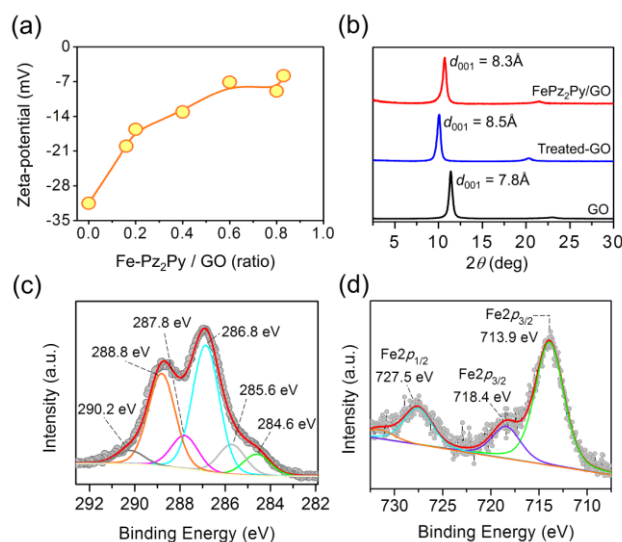 (a)
0
-7
-14
-21
-28
-35
Zeta-potential (mV)
0.0 0.2 0.4 0.6 0.8 1.0
Fe-Pz₂Py / GO (ratio)
(b)
d₀₀₁ = 8.3Å
FePz₂Py/GO
d₀₀₁ = 8.5Å
Treated-GO
d₀₀₁ = 7.8Å
GO
Intensity (a.u.)
5 10 15 20 25 30
2θ (deg)
(c)
287.8 eV
286.8 eV
288.8 eV
285.6 eV
290.2 eV
284.6 eV
Intensity (a.u.)
292 290 288 286 284 282
Binding Energy (eV)
(d)
Fe2p₃/₂
713.9 eV
Fe2p₁/₂
727.5 eV
Fe2p₃/₂
718.4 eV
Intensity (a.u.)
730 725 720 714 708
Binding Energy (eV)